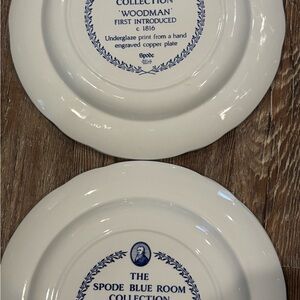 COLLECTION
'WOODMAN'
FIRST INTRODUCED
c 1816
Underglaze print from a hand
engraved copper plate
Spode
THE
SPODE BLUE ROOM
COLLECTION